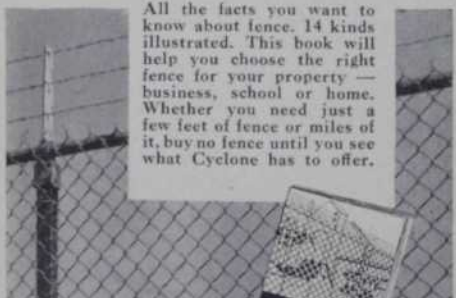 All the facts you want to
know about fence. 14 kinds
illustrated. This book will
help you choose the right
fence for your property —
business, school or home.
Whether you need just a
few feet of fence or miles of
it, buy no fence until you see
what Cyclone has to offer.